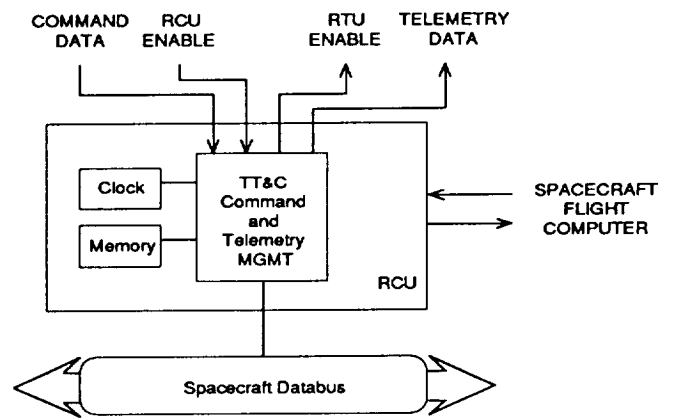 COMMAND DATA
RCU ENABLE
RTU ENABLE
TELEMETRY DATA
Clock
Memory
TT&C
Command
and
Telemetry
MGMT
RCU
SPACECRAFT
FLIGHT
COMPUTER
Spacecraft Databus